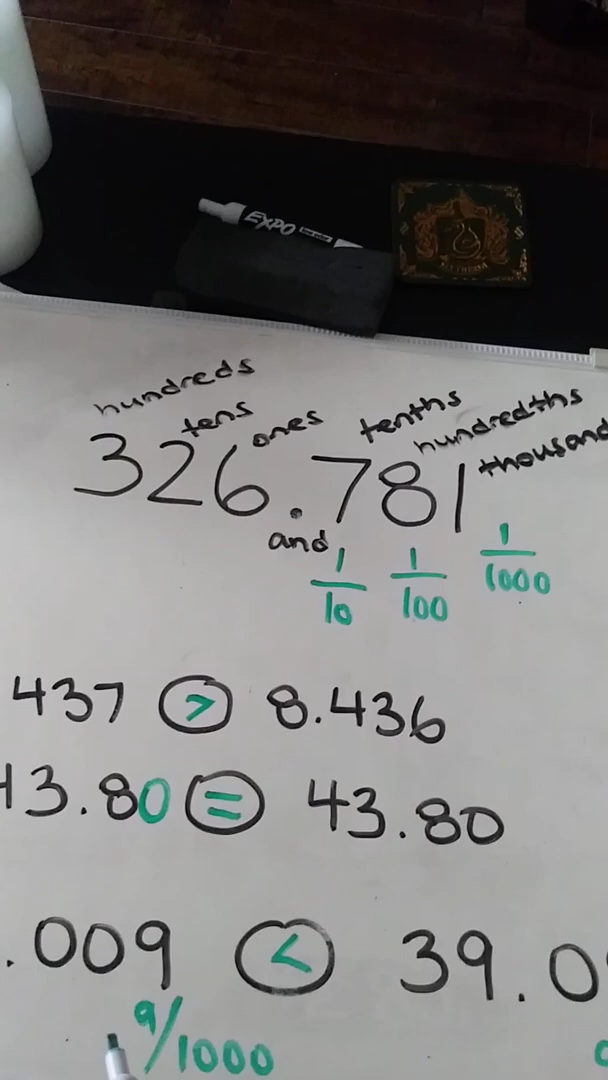 EXPO
hundreds
tens ones tenths hundredths
326.781 thousand
and
1/10 1/100 1/1000
437 > 8.436
43.80 = 43.80
.009 < 39.0
9/1000